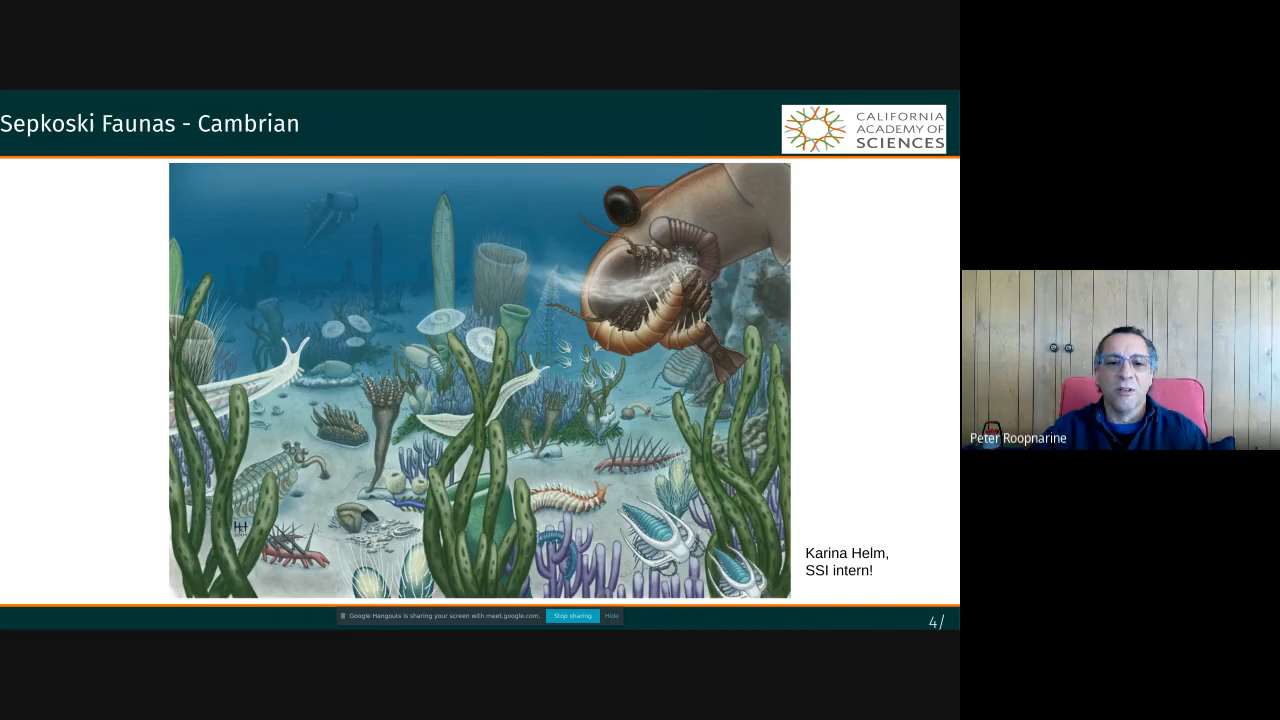 Sepkoski Faunas - Cambrian
CALIFORNIA
ACADEMY OF
SCIENCES
Karina Helm,
SSI intern!
Google Hangouts is sharing your screen with meet.google.com.
Stop sharing
Hide
4/
Peter Roopnarine